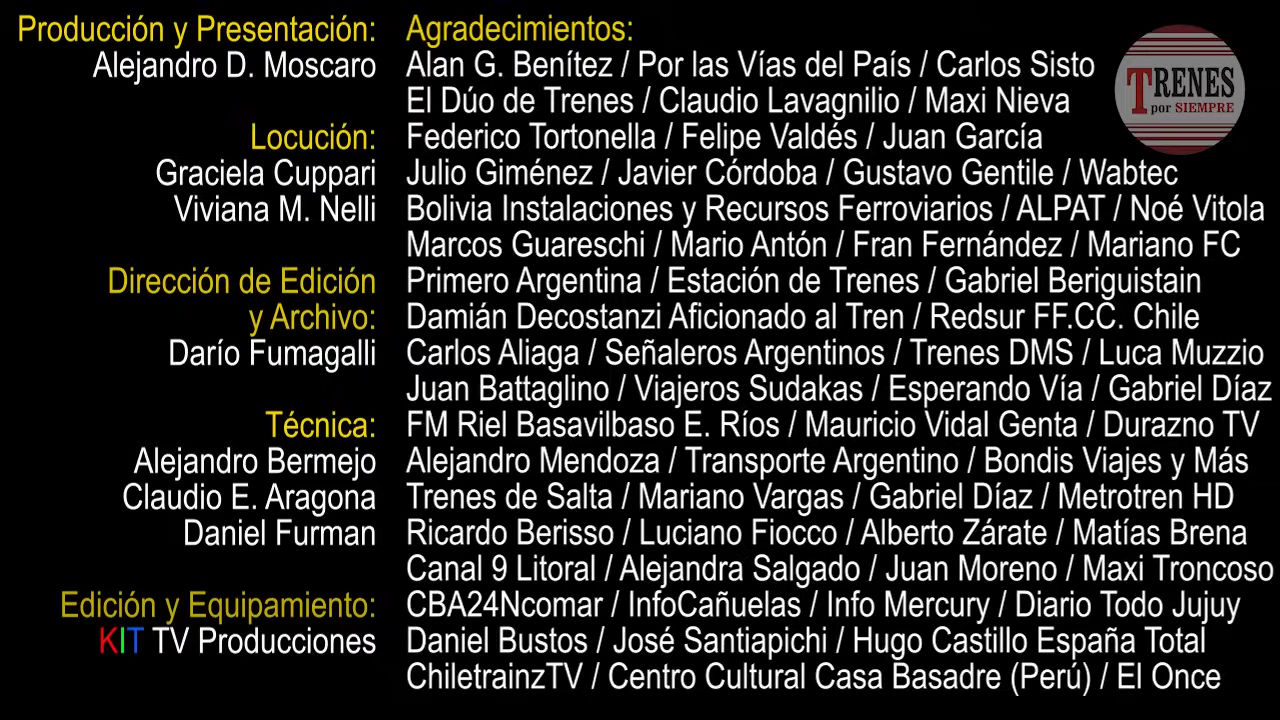 Producción y Presentación:
Alejandro D. Moscaro
Locución:
Graciela Cuppari
Viviana M. Nelli
Dirección de Edición
y Archivo:
Darío Fumagalli
Técnica:
Alejandro Bermejo
Claudio E. Aragona
Daniel Furman
Edición y Equipamiento:
KIT TV Producciones
Agradecimientos:
Alan G. Benítez / Por las Vías del País / Carlos Sisto
El Dúo de Trenes / Claudio Lavagnilio / Maxi Nieva
Federico Tortonella / Felipe Valdés / Juan García
Julio Giménez / Javier Córdoba / Gustavo Gentile / Wabtec
Bolivia Instalaciones y Recursos Ferroviarios / ALPAT / Noé Vitola
Marcos Guareschi / Mario Antón / Fran Fernández / Mariano FC
Primero Argentina / Estación de Trenes / Gabriel Beriguistain
Damián Decostanzi Aficionado al Tren / Redsur FF.CC. Chile
Carlos Aliaga / Señaleros Argentinos / Trenes DMS / Luca Muzzio
Juan Battaglino / Viajeros Sudakas / Esperando Vía / Gabriel Díaz
FM Riel Basavilbaso E. Ríos / Mauricio Vidal Genta / Durazno TV
Alejandro Mendoza / Transporte Argentino / Bondis Viajes y Más
Trenes de Salta / Mariano Vargas / Gabriel Díaz / Metrotren HD
Ricardo Berisso / Luciano Fiocco / Alberto Zárate / Matías Brena
Canal 9 Litoral / Alejandra Salgado / Juan Moreno / Maxi Troncoso
CBA24Ncomar / InfoCañuelas / Info Mercury / Diario Todo Jujuy
Daniel Bustos / José Santiapichi / Hugo Castillo España Total
ChiletrainzTV / Centro Cultural Casa Basadre (Perú) / El Once
TRENES
por SIEMPRE